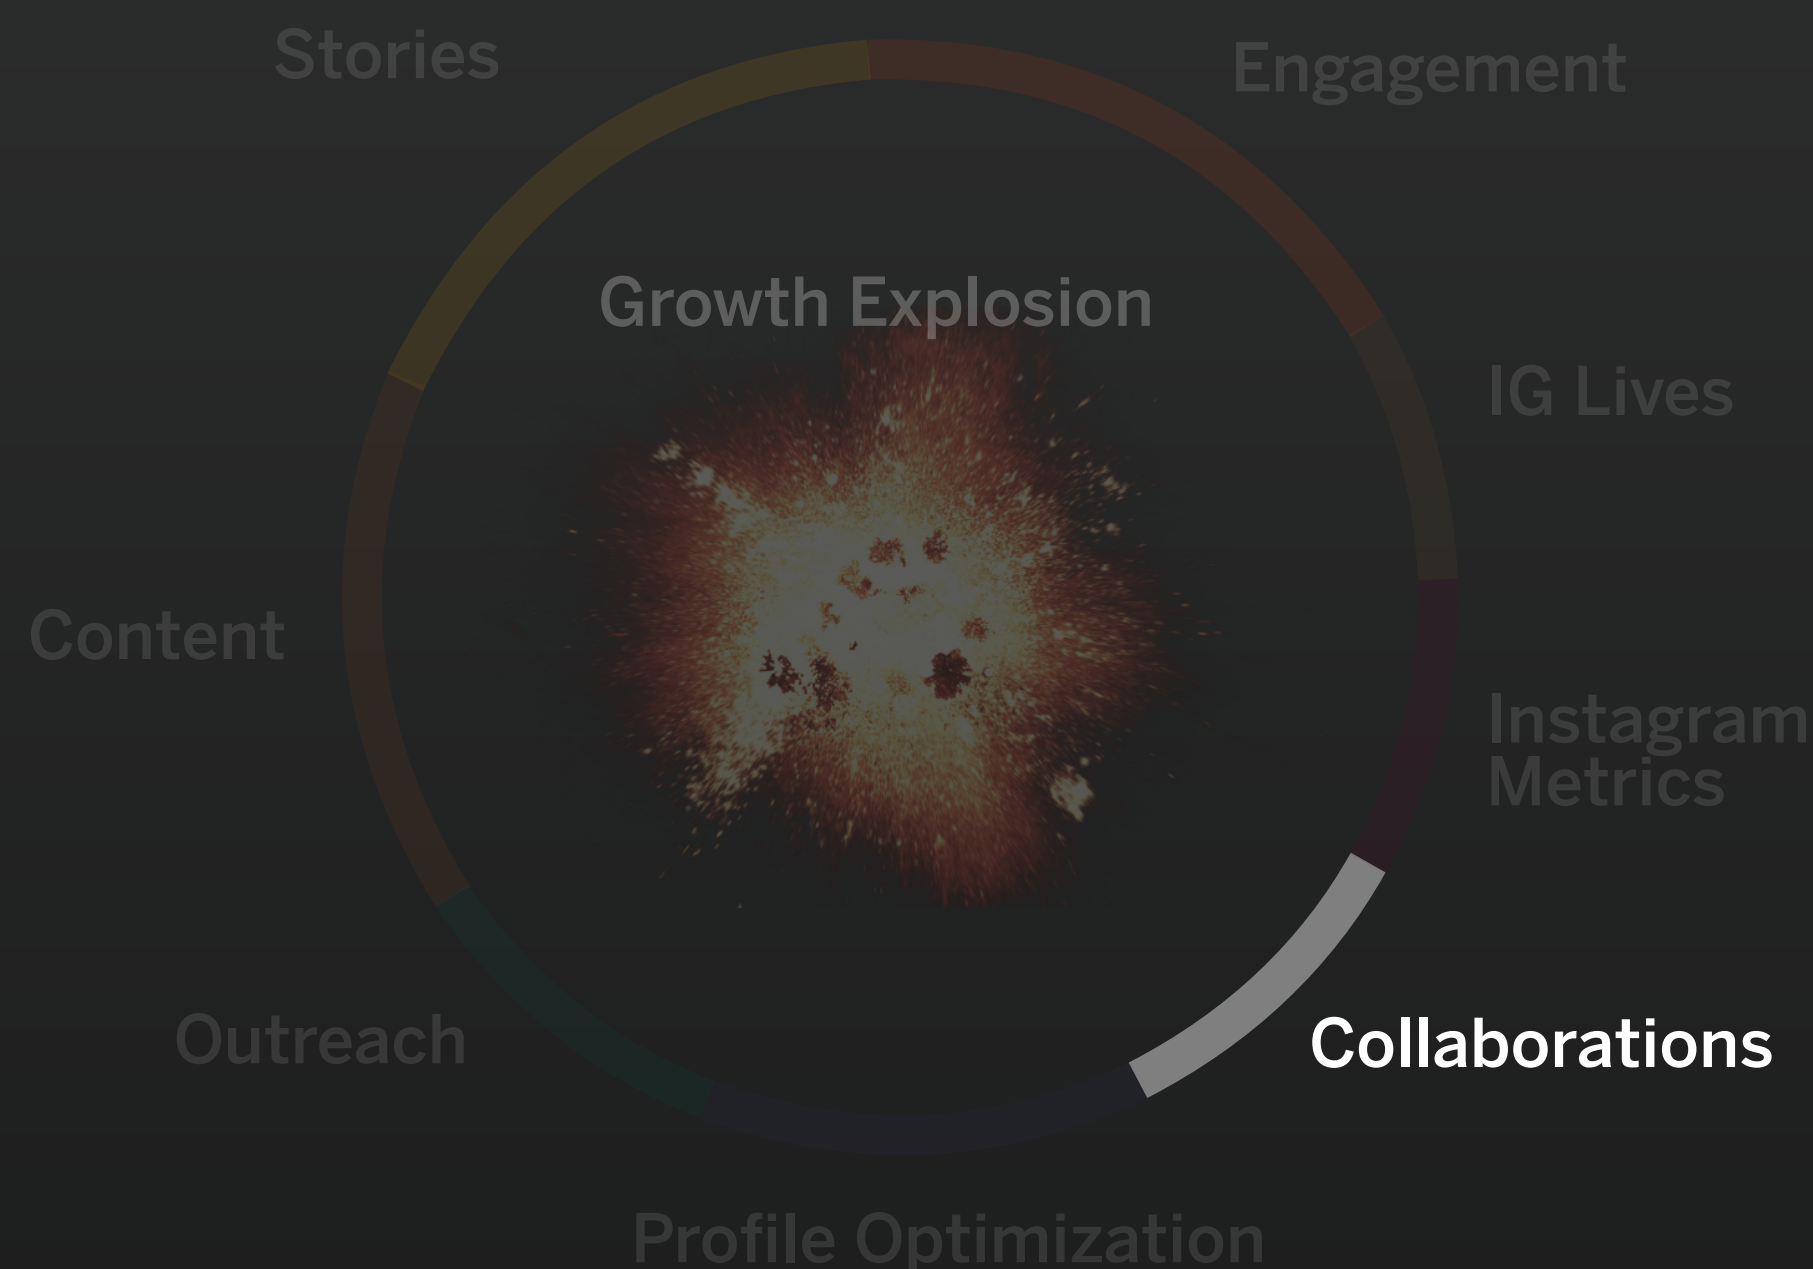 Stories
Engagement
Growth Explosion
IG Lives
Content
Instagram
Metrics
Outreach
Collaborations
Profile Optimization